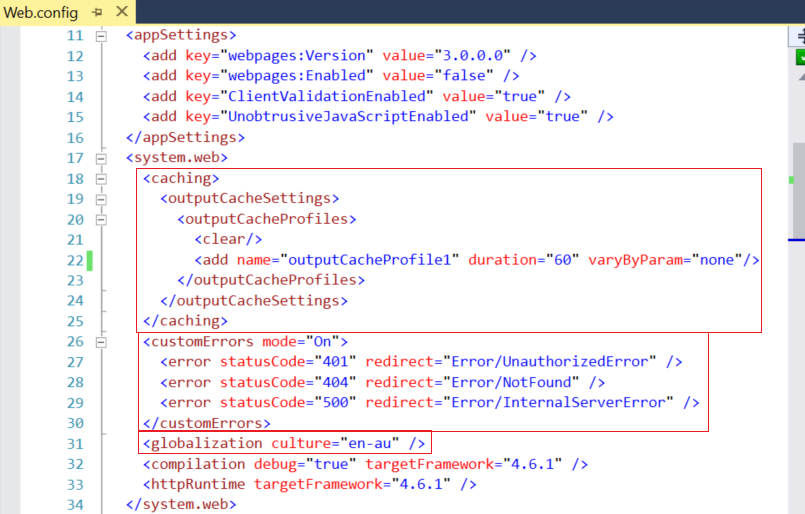 Web.config
11 <appSettings>
12 <add key="webpages:Version" value="3.0.0.0" />
13 <add key="webpages:Enabled" value="false" />
14 <add key="ClientValidationEnabled" value="true" />
15 <add key="UnobtrusiveJavaScriptEnabled" value="true" />
16 </appSettings>
17 <system.web>
18 <caching>
19 <outputCacheSettings>
20 <outputCacheProfiles>
21 <clear/>
22 <add name="outputCacheProfile1" duration="60" varyByParam="none"/>
23 </outputCacheProfiles>
24 </outputCacheSettings>
25 </caching>
26 <customErrors mode="On">
27 <error statusCode="401" redirect="Error/UnauthorizedError" />
28 <error statusCode="404" redirect="Error/NotFound" />
29 <error statusCode="500" redirect="Error/InternalServerError" />
30 </customErrors>
31 <globalization culture="en-au" />
32 <compilation debug="true" targetFramework="4.6.1" />
33 <httpRuntime targetFramework="4.6.1" />
34 </system.web>